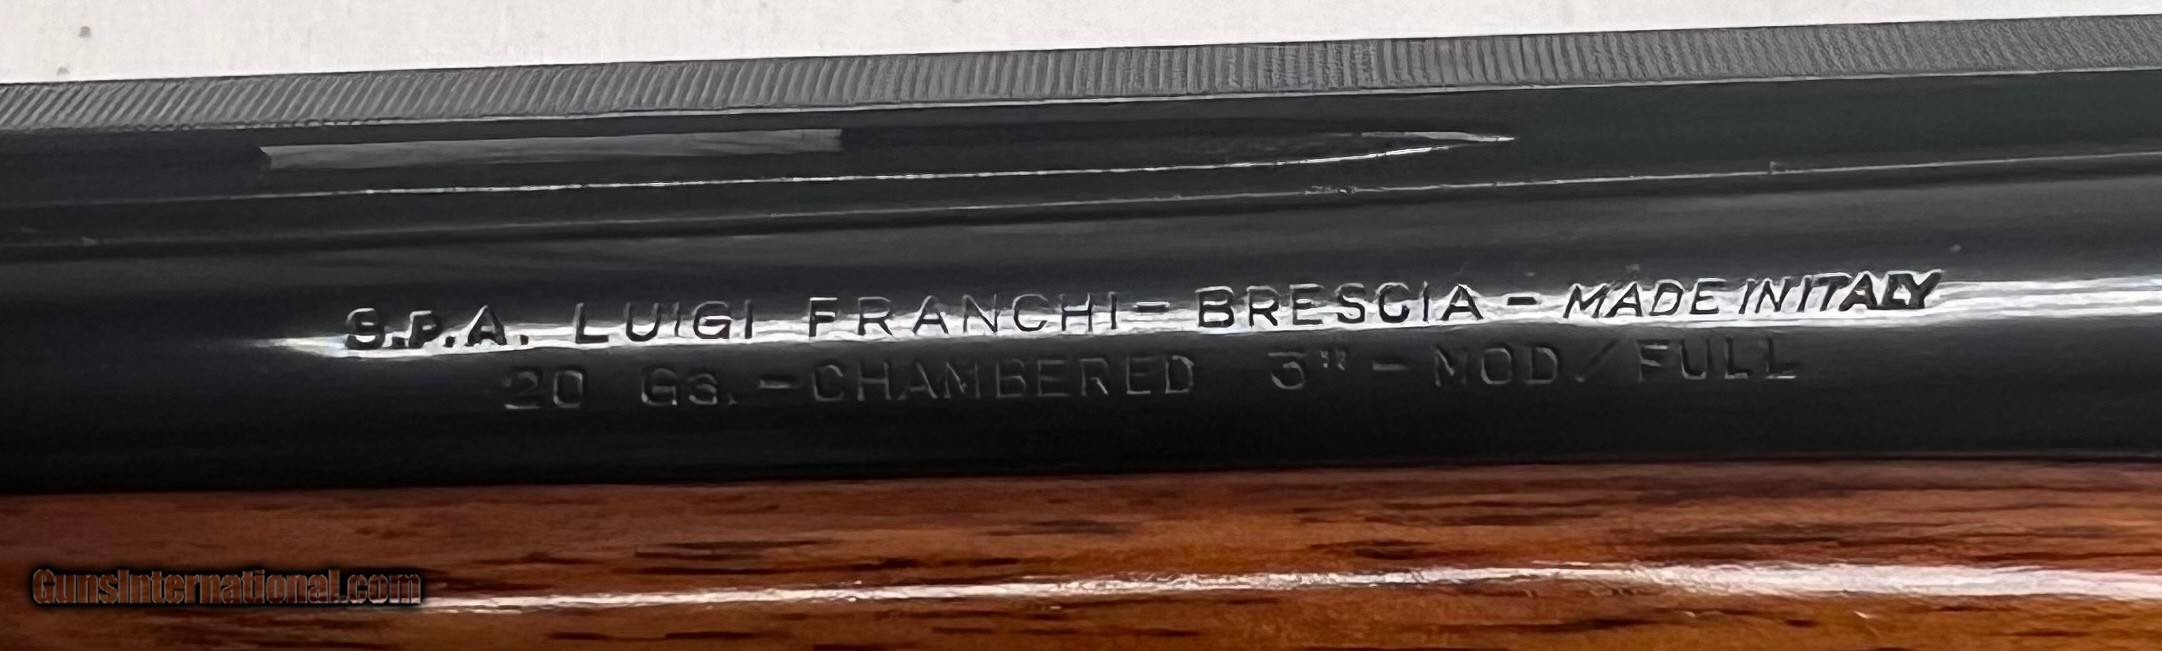 S.P.A. LUIGI FRANCHI - BRESCIA - MADE IN ITALY
20 Ga. - CHAMBERED 3" - MOD/FULL
GunsInternational.com